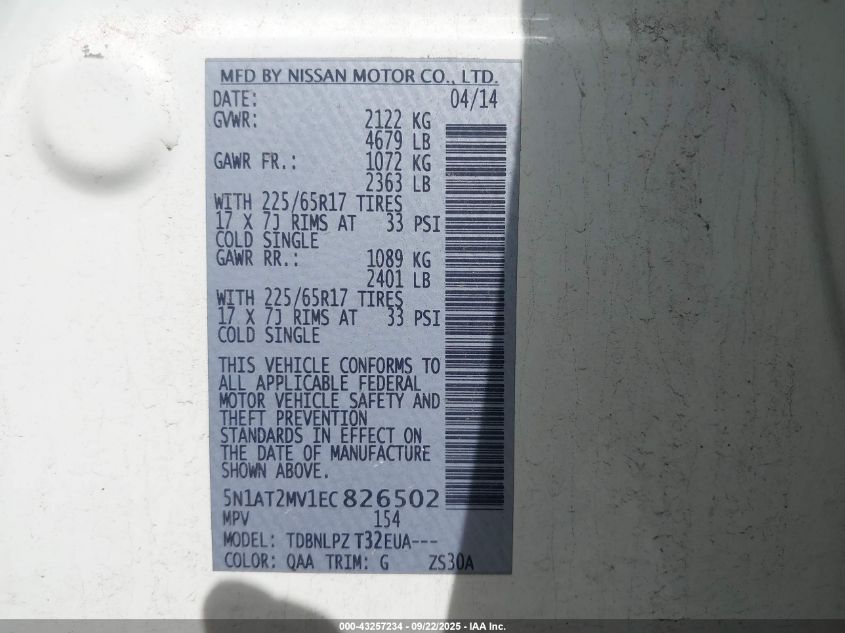 MFD BY NISSAN MOTOR CO., LTD.
DATE: 04/14
GVWR: 2122 KG
4679 LB
GAWR FR.: 1072 KG
2363 LB
WITH 225/65R17 TIRES
17 X 7J RIMS AT 33 PSI
COLD SINGLE
GAWR RR.: 1089 KG
2401 LB
WITH 225/65R17 TIRES
17 X 7J RIMS AT 33 PSI
COLD SINGLE
THIS VEHICLE CONFORMS TO
ALL APPLICABLE FEDERAL
MOTOR VEHICLE SAFETY AND
THEFT PREVENTION
STANDARDS IN EFFECT ON
THE DATE OF MANUFACTURE
SHOWN ABOVE.
5N1AT2MV1EC826502
MPV 154
MODEL: TDBNLPZ T32EUA---
COLOR: QAA TRIM: G ZS30A
000-43257234 - 09/22/2025 - IAA Inc.